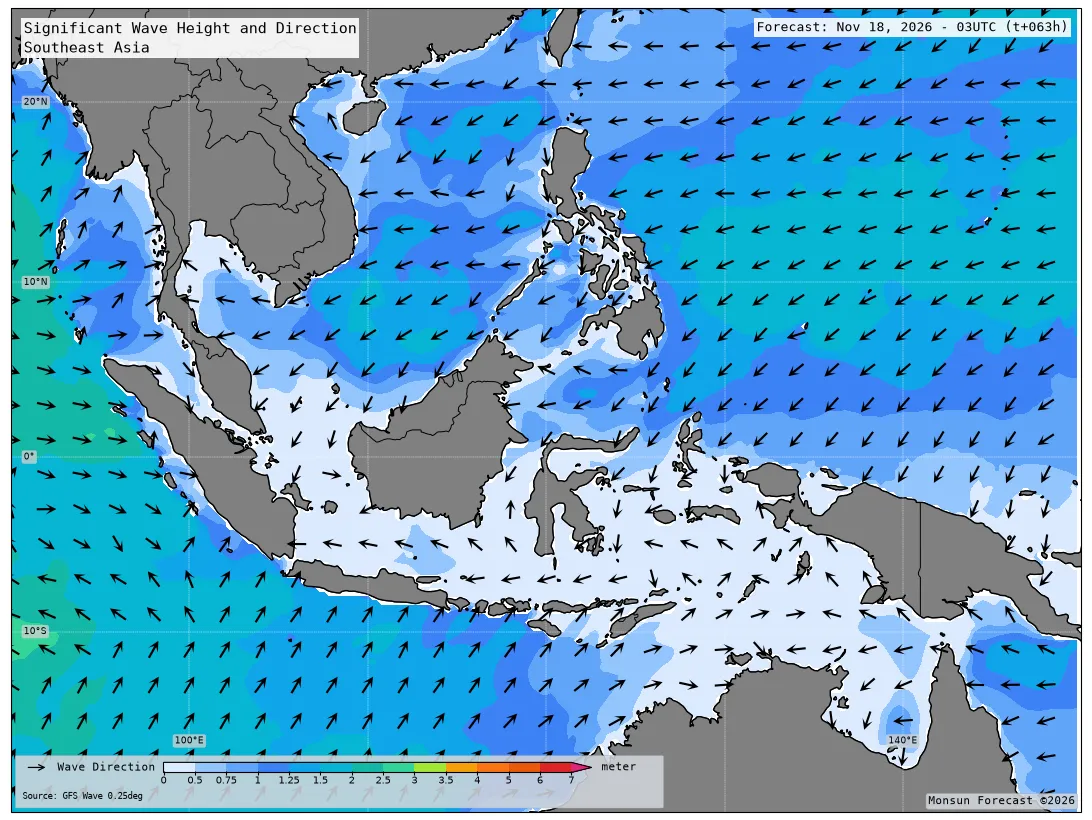 Significant Wave Height and Direction
Southeast Asia
Forecast: Nov 18, 2026 - 03UTC (t+063h)
20°N
10°N
0°
10°S
100°E
140°E
Wave Direction
meter
0 0.5 0.75 1 1.25 1.5 2 2.5 3 3.5 4 5 6 7
Source: GFS Wave 0.25deg
Monsun Forecast ©2026